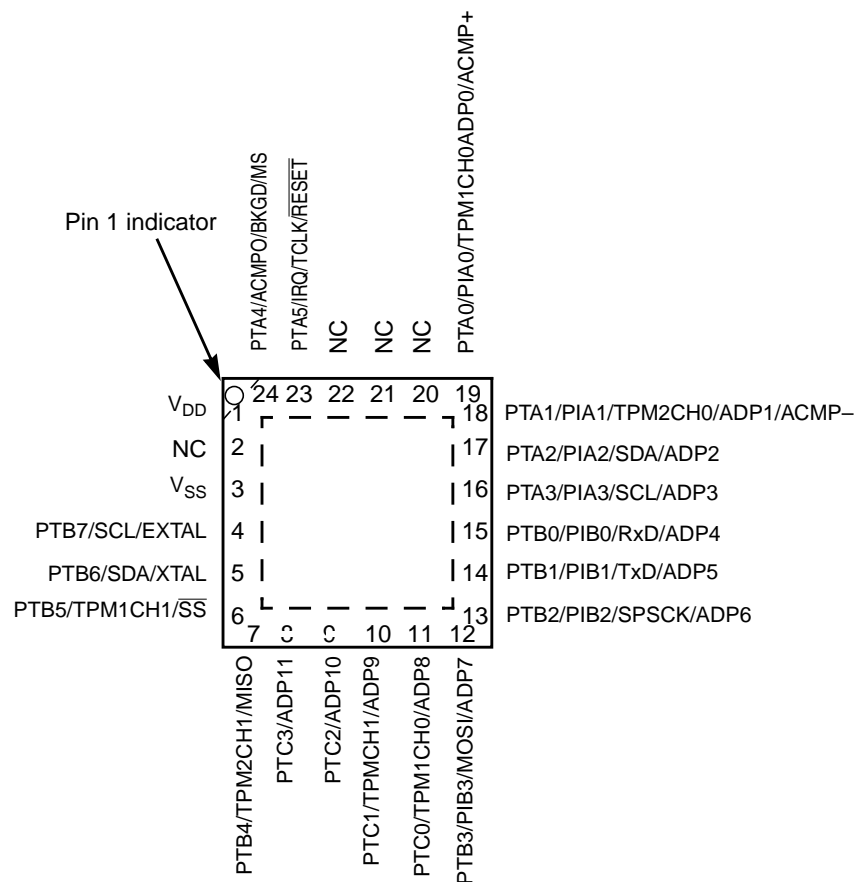 PTA0/PIA0/TPM1CH0ADP0/ACMP+
PTA4/ACMPO/BKGD/MS
PTA5/IRQ/TCLK/RESET
Pin 1 indicator
NC
NC
NC
24
23
22
21
20
19
VDD
1
18
PTA1/PIA1/TPM2CH0/ADP1/ACMP–
NC
2
17
PTA2/PIA2/SDA/ADP2
VSS
3
16
PTA3/PIA3/SCL/ADP3
PTB7/SCL/EXTAL
4
15
PTB0/PIB0/RxD/ADP4
PTB6/SDA/XTAL
5
14
PTB1/PIB1/TxD/ADP5
PTB5/TPM1CH1/SS
6
13
PTB2/PIB2/SPSCK/ADP6
7
10
11
12
PTB4/TPM2CH1/MISO
PTC3/ADP11
PTC2/ADP10
PTC1/TPMCH1/ADP9
PTC0/TPM1CH0/ADP8
PTB3/PIB3/MOSI/ADP7